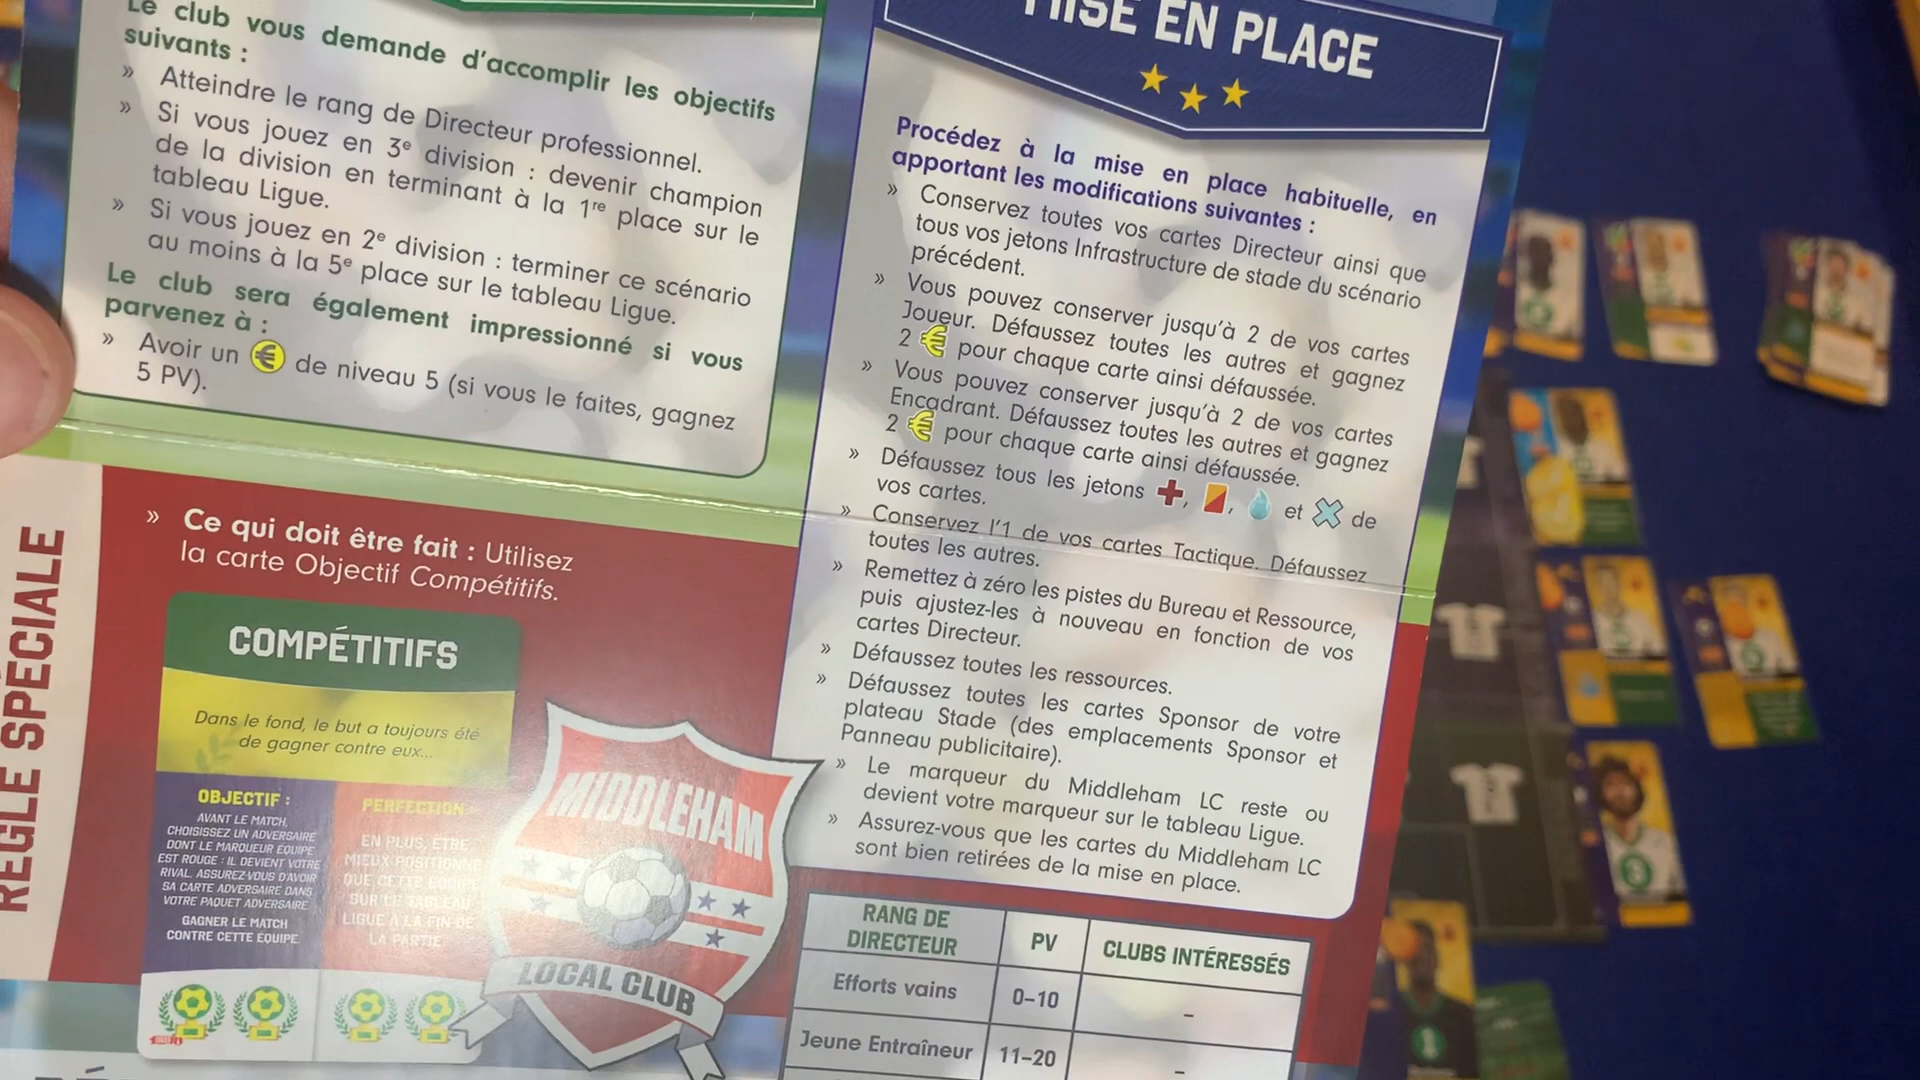 Le club vous demande d'accomplir les objectifs
suivants :
» Atteindre le rang de Directeur professionnel.
» Si vous jouez en 3e division : devenir champion
de la division en terminant à la 1re place sur le
tableau Ligue.
» Si vous jouez en 2e division : terminer ce scénario
au moins à la 5e place sur le tableau Ligue.
Le club sera également impressionné si vous
parvenez à :
» Avoir un € de niveau 5 (si vous le faites, gagnez
5 PV).
RÈGLE SPÉCIALE
» Ce qui doit être fait : Utilisez
la carte Objectif Compétitifs.
COMPÉTITIFS
Dans le fond, le but a toujours été
de gagner contre eux...
OBJECTIF :
AVANT LE MATCH,
CHOISISSEZ UN ADVERSAIRE
DONT LE MARQUEUR ÉQUIPE
EST ROUGE : IL DEVIENT VOTRE
RIVAL. ASSUREZ-VOUS D'AVOIR
SA CARTE ADVERSAIRE DANS
VOTRE PAQUET ADVERSAIRE.
GAGNER LE MATCH
CONTRE CETTE ÉQUIPE.
PERFECTION
EN PLUS, ÊTRE
MIEUX POSITIONNÉ
QUE CETTE ÉQUIPE
SUR LE TABLEAU
LIGUE À LA FIN DE
LA PARTIE.
MIDDLEHAM
LOCAL CLUB
MISE EN PLACE
Procédez à la mise en place habituelle, en
apportant les modifications suivantes :
» Conservez toutes vos cartes Directeur ainsi que
tous vos jetons Infrastructure de stade du scénario
précédent.
» Vous pouvez conserver jusqu'à 2 de vos cartes
Joueur. Défaussez toutes les autres et gagnez
2 € pour chaque carte ainsi défaussée.
» Vous pouvez conserver jusqu'à 2 de vos cartes
Encadrant. Défaussez toutes les autres et gagnez
2 € pour chaque carte ainsi défaussée.
» Défaussez tous les jetons , , et de
vos cartes.
» Conservez l'1 de vos cartes Tactique. Défaussez
toutes les autres.
» Remettez à zéro les pistes du Bureau et Ressource,
puis ajustez-les à nouveau en fonction de vos
cartes Directeur.
» Défaussez toutes les ressources.
» Défaussez toutes les cartes Sponsor de votre
plateau Stade (des emplacements Sponsor et
Panneau publicitaire).
» Le marqueur du Middleham LC reste ou
devient votre marqueur sur le tableau Ligue.
» Assurez-vous que les cartes du Middleham LC
sont bien retirées de la mise en place.
RANG DE
DIRECTEUR
PV
CLUBS INTÉRESSÉS
Efforts vains
0–10
–
Jeune Entraîneur
11–20
–